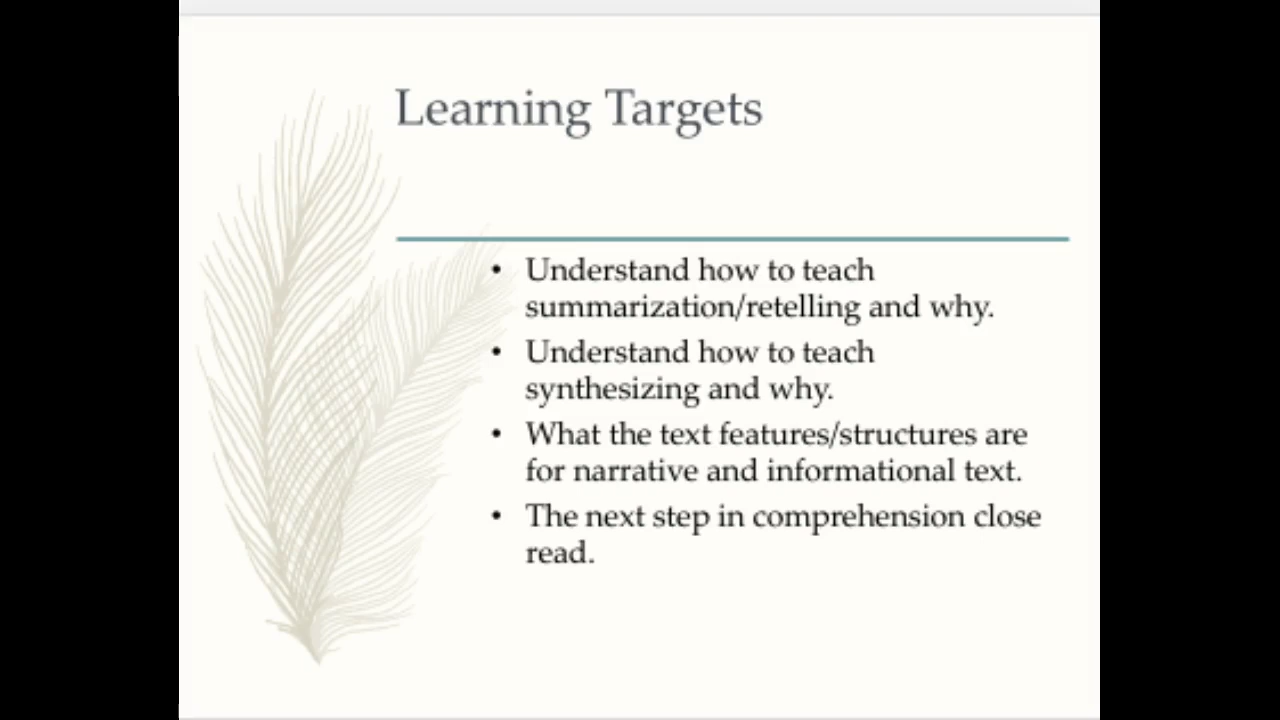 Learning Targets
• Understand how to teach
summarization/retelling and why.
• Understand how to teach
synthesizing and why.
• What the text features/structures are
for narrative and informational text.
• The next step in comprehension close
read.